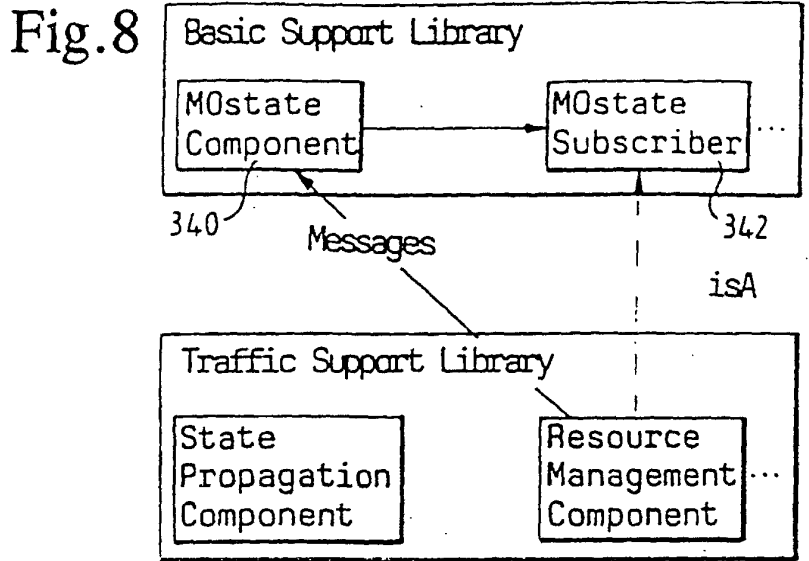 Fig.8
Basic Support Library
MOstate
Component
MOstate
Subscriber
...
340
Messages
342
isA
Traffic Support Library
State
Propagation
Component
Resource
Management
Component
...